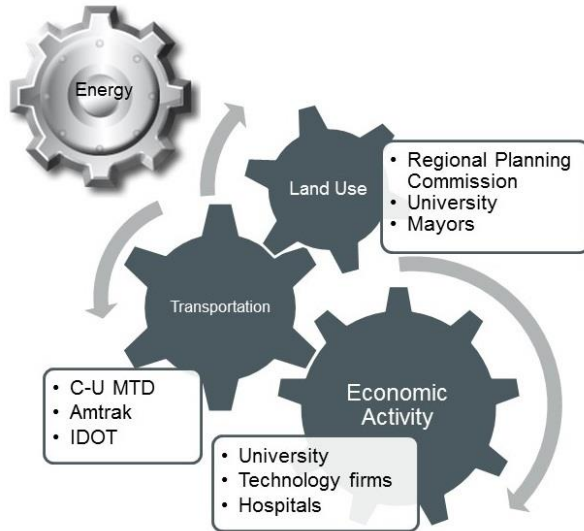 Energy
Land Use
• Regional Planning
Commission
• University
• Mayors
Transportation
• C-U MTD
• Amtrak
• IDOT
Economic
Activity
• University
• Technology firms
• Hospitals